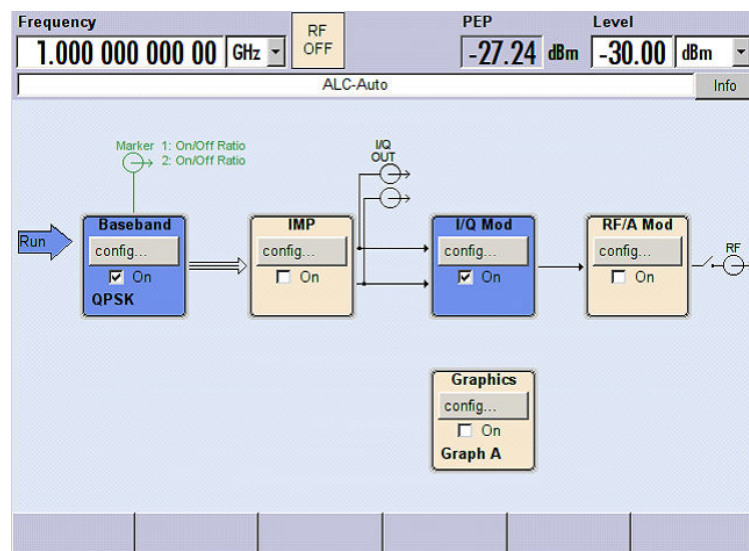 Frequency
1.000 000 000 00 GHz
RF
OFF
PEP
-27.24 dBm
Level
-30.00 dBm
ALC-Auto
Info
Marker 1: On/Off Ratio
2: On/Off Ratio
I/Q
OUT
Run
Baseband
config...
On
QPSK
IMP
config...
On
I/Q Mod
config...
On
RF/A Mod
config...
On
RF
Graphics
config...
On
Graph A